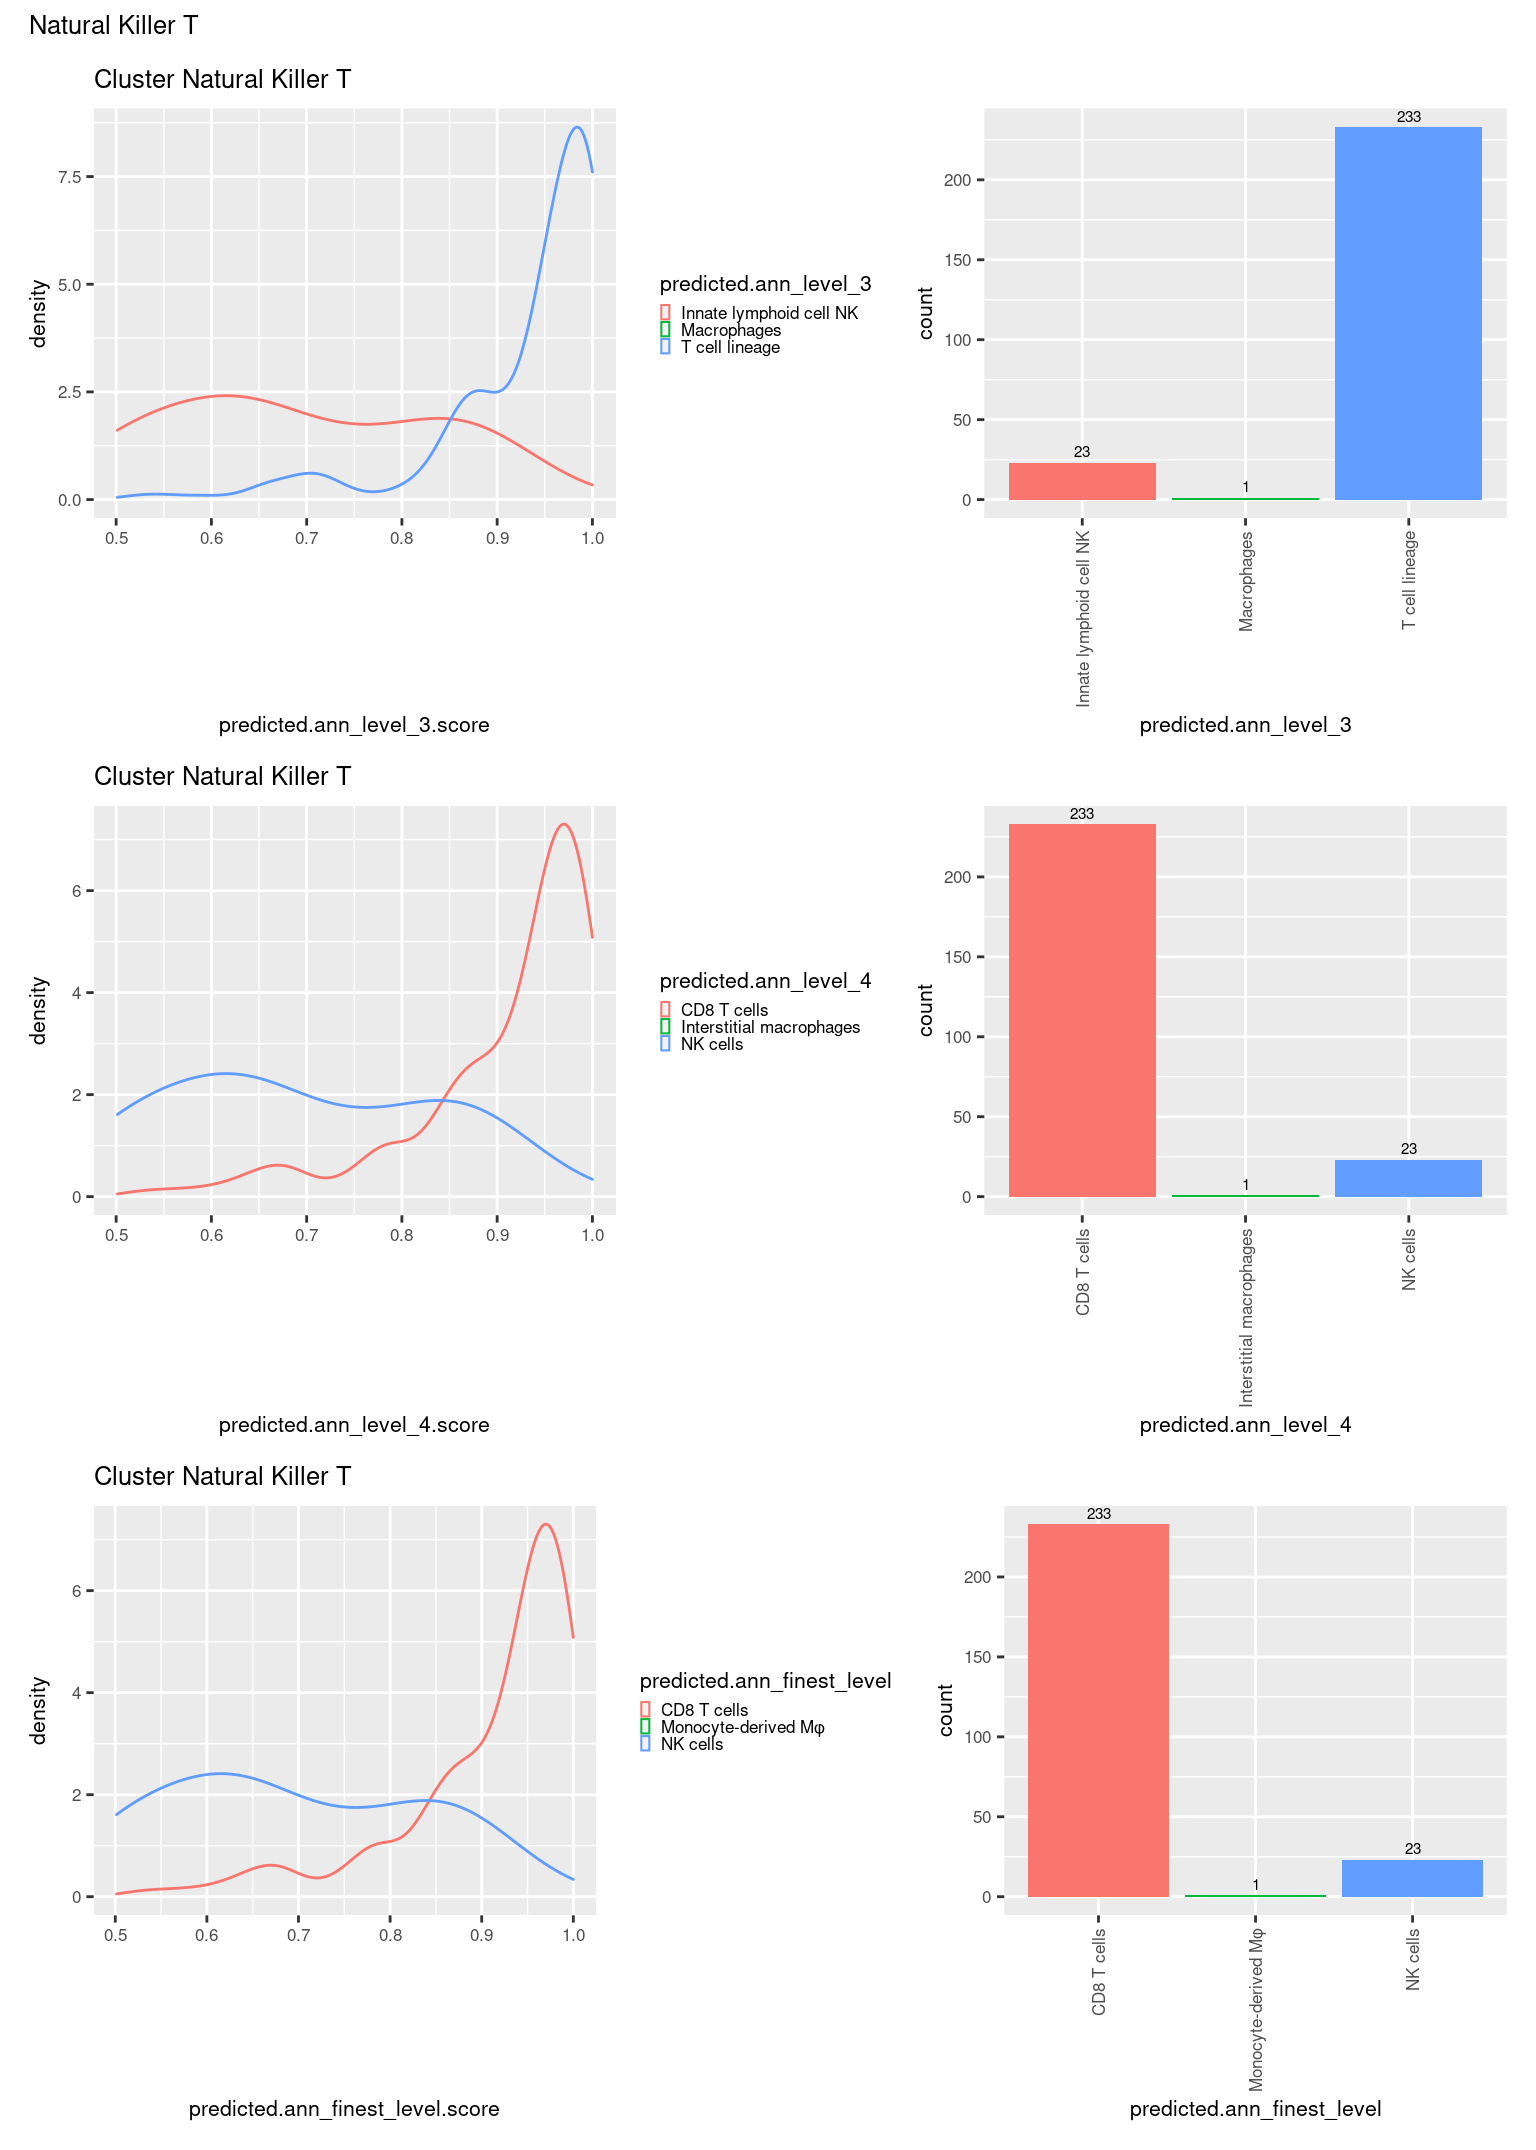 Natural Killer T
Cluster Natural Killer T
density
7.5
5.0
2.5
0.0
0.5 0.6 0.7 0.8 0.9 1.0
predicted.ann_level_3.score
predicted.ann_level_3
Innate lymphoid cell NK
Macrophages
T cell lineage
count
200
150
100
50
0
23
1
233
Innate lymphoid cell NK
Macrophages
T cell lineage
predicted.ann_level_3
Cluster Natural Killer T
density
6
4
2
0
0.5 0.6 0.7 0.8 0.9 1.0
predicted.ann_level_4.score
predicted.ann_level_4
CD8 T cells
Interstitial macrophages
NK cells
count
200
150
100
50
0
233
1
23
CD8 T cells
Interstitial macrophages
NK cells
predicted.ann_level_4
Cluster Natural Killer T
density
6
4
2
0
0.5 0.6 0.7 0.8 0.9 1.0
predicted.ann_finest_level.score
predicted.ann_finest_level
CD8 T cells
Monocyte-derived Mφ
NK cells
count
200
150
100
50
0
233
1
23
CD8 T cells
Monocyte-derived Mφ
NK cells
predicted.ann_finest_level